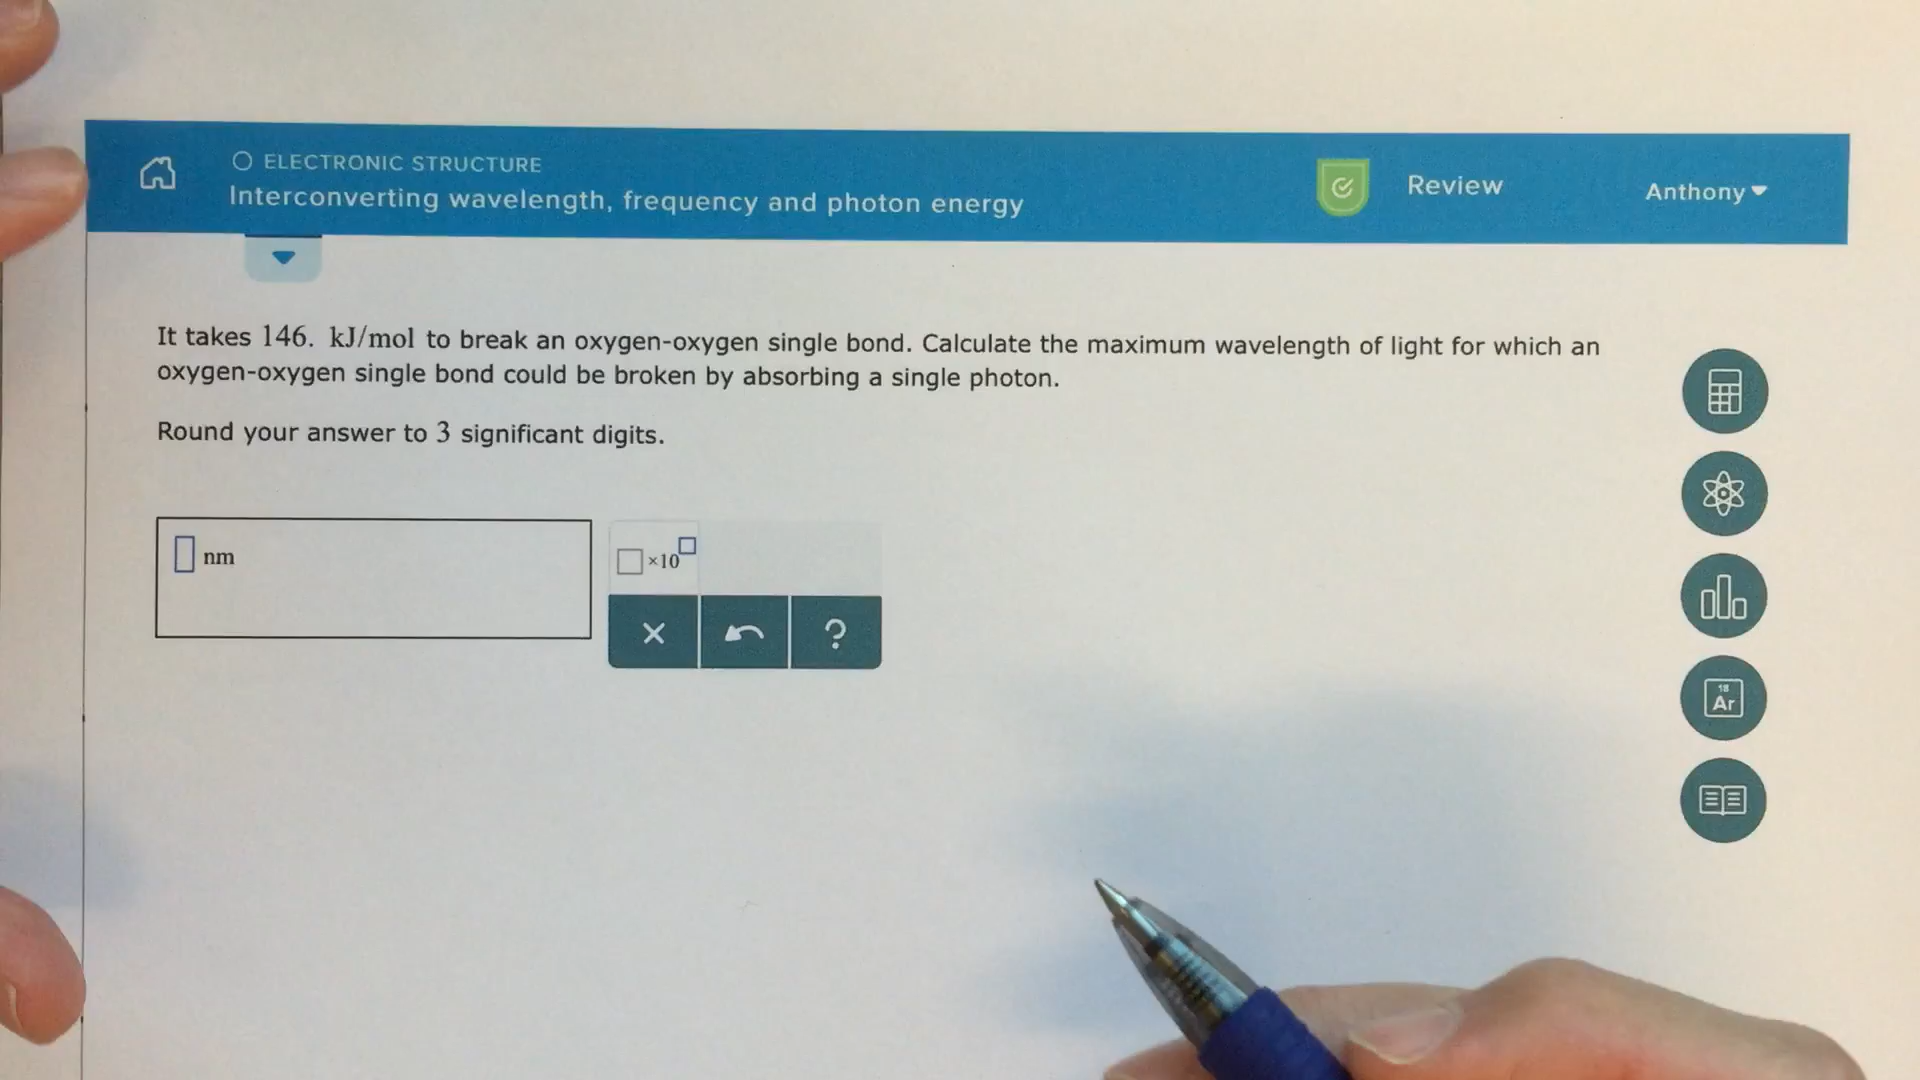 ELECTRONIC STRUCTURE
Interconverting wavelength, frequency and photon energy
Review
Anthony
It takes 146. kJ/mol to break an oxygen-oxygen single bond. Calculate the maximum wavelength of light for which an
oxygen-oxygen single bond could be broken by absorbing a single photon.
Round your answer to 3 significant digits.
nm
×10
?
18
Ar